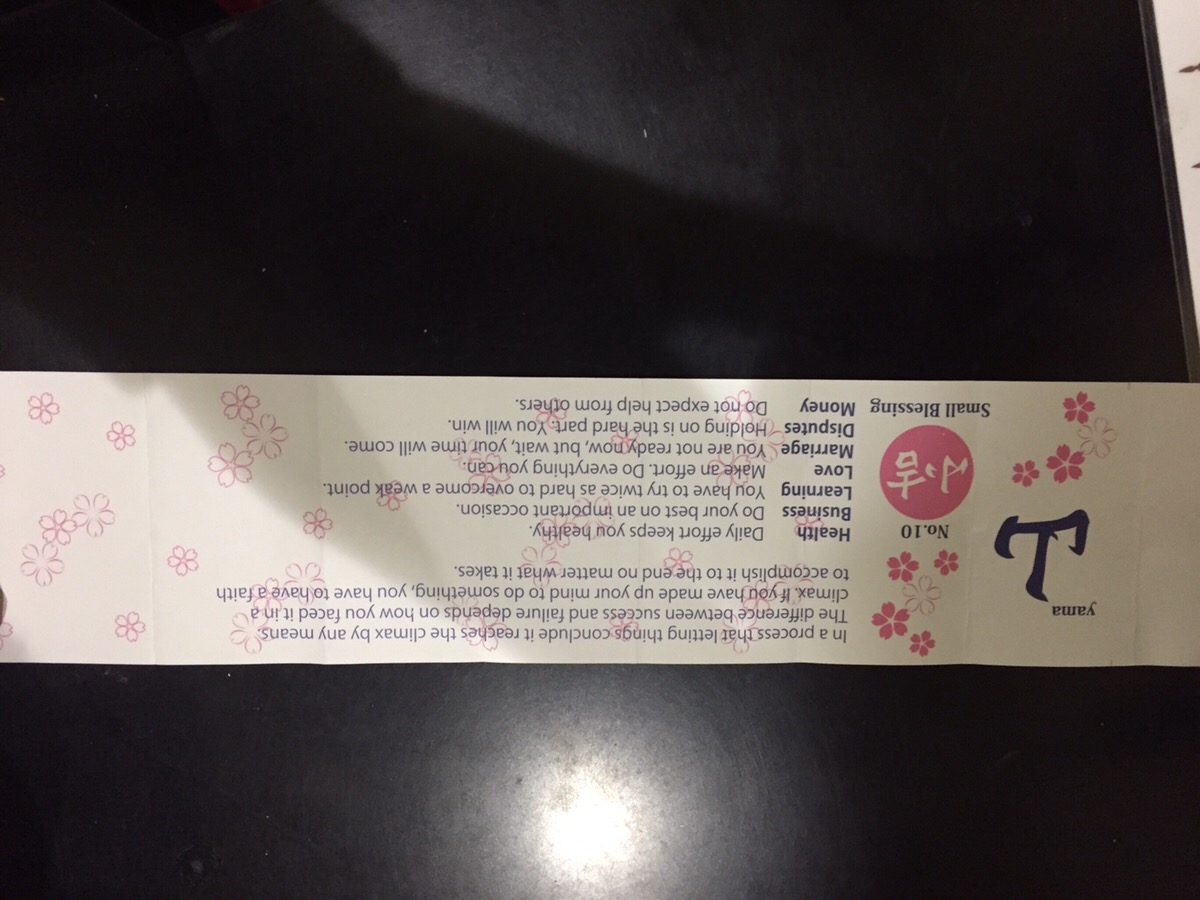 yama
No.10
小吉
Small Blessing
In a process that letting things conclude it reaches the climax by any means.
The difference between success and failure depends on how you faced it in a
climax. If you have made up your mind to do something, you have to have a faith
to accomplish it to the end no matter what it takes.
Health Daily effort keeps you healthy.
Business Do your best on an important occasion.
Learning You have to try twice as hard to overcome a weak point.
Love Make an effort. Do everything you can.
Marriage You are not ready now, but wait, your time will come.
Disputes Holding on is the hard part. You will win.
Money Do not expect help from others.